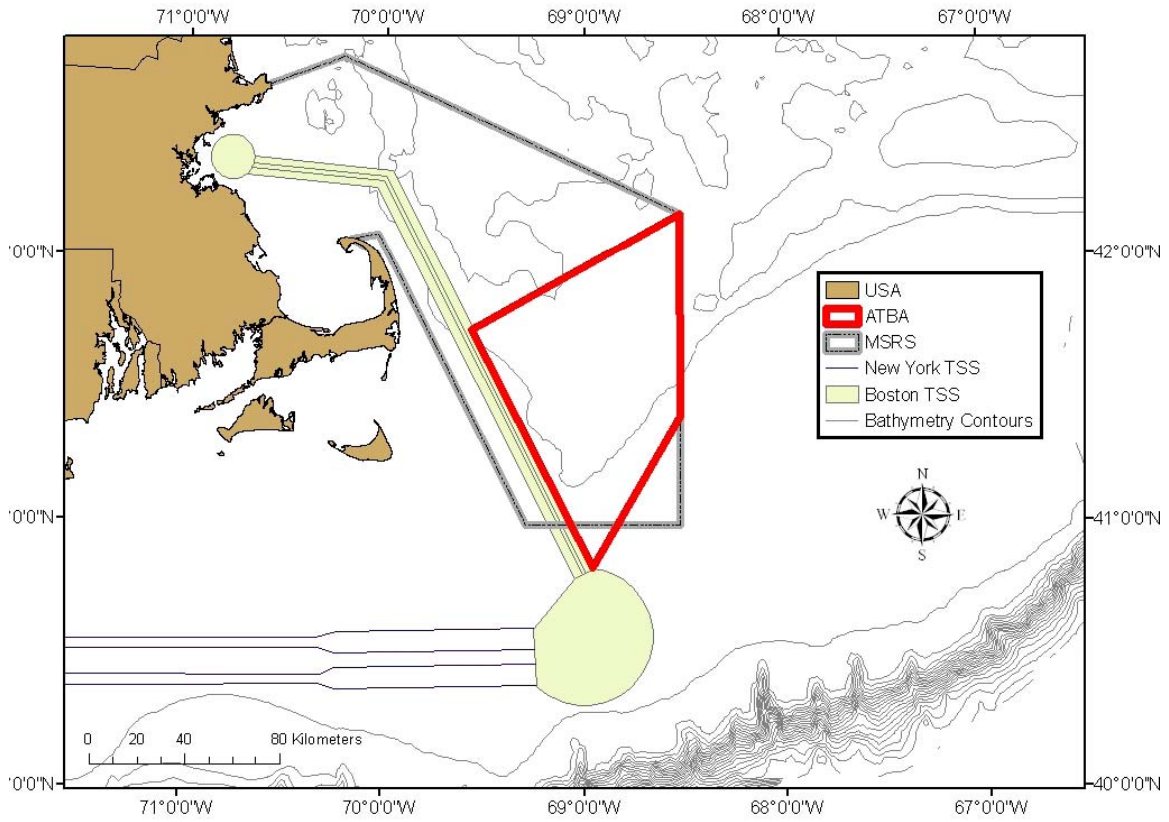 71°0'0"W 70°0'0"W 69°0'0"W 68°0'0"W 67°0'0"W
'0'0"N 42°0'0"N
USA
ATBA
MSRS
New York TSS
Boston TSS
Bathymetry Contours
N
W E
S
'0'0"N 41°0'0"N
0 20 40 80 Kilometers
'0'0"N 40°0'0"N
71°0'0"W 70°0'0"W 69°0'0"W 68°0'0"W 67°0'0"W